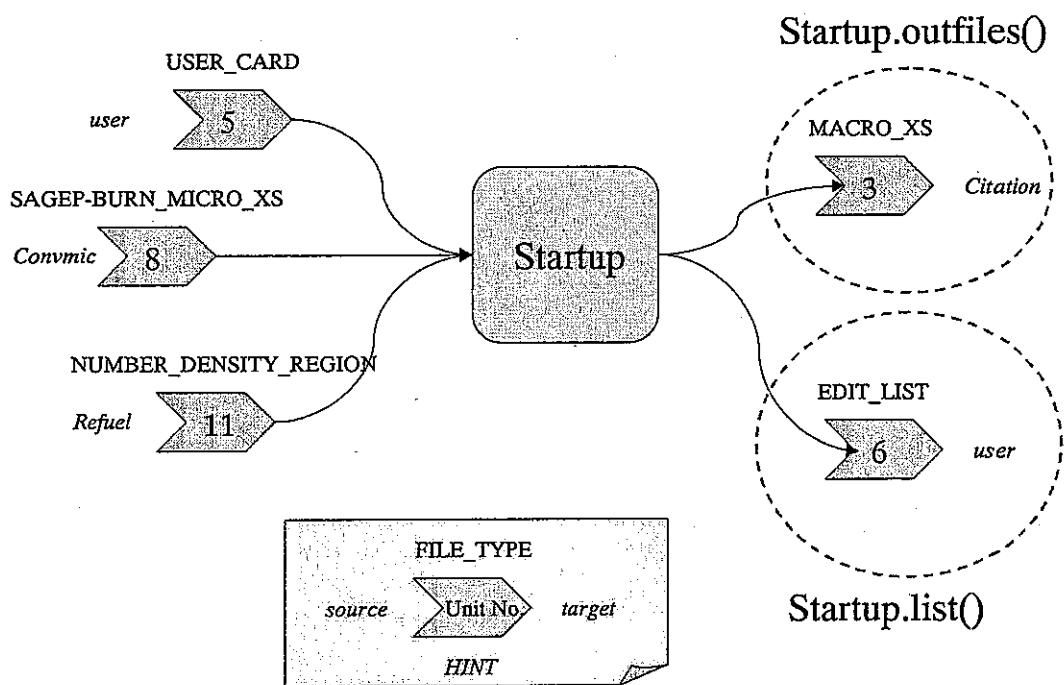 Startup.outfiles()
USER_CARD
user
5
MACRO_XS
3
Citation
SAGEP-BURN_MICRO_XS
Convmic
8
Startup
NUMBER_DENSITY_REGION
Refuel
11
EDIT_LIST
6
user
Startup.list()
FILE_TYPE
source
Unit No.
target
HINT